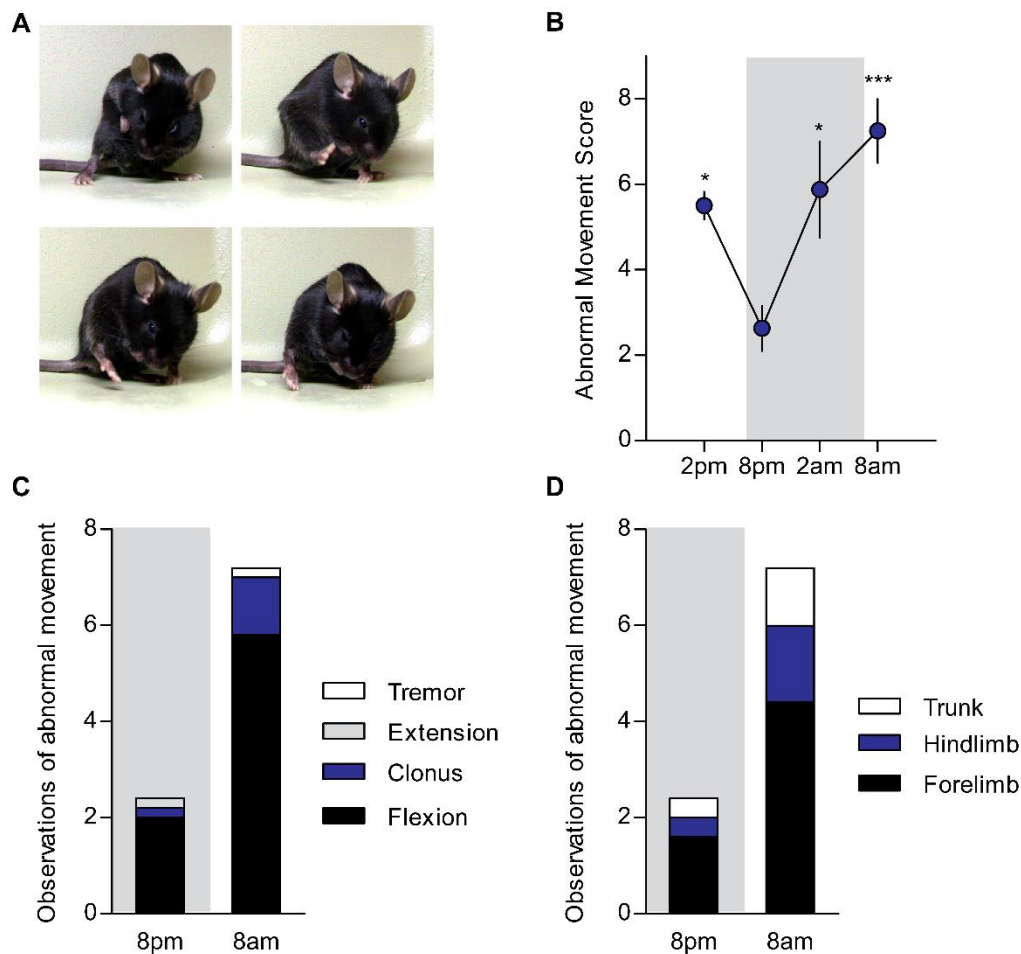 A
B
Abnormal Movement Score
8
6
4
2
0
*
*
***
2pm 8pm 2am 8am
C
Observations of abnormal movement
8
6
4
2
0
8pm 8am
Tremor
Extension
Clonus
Flexion
D
Observations of abnormal movement
8
6
4
2
0
8pm 8am
Trunk
Hindlimb
Forelimb